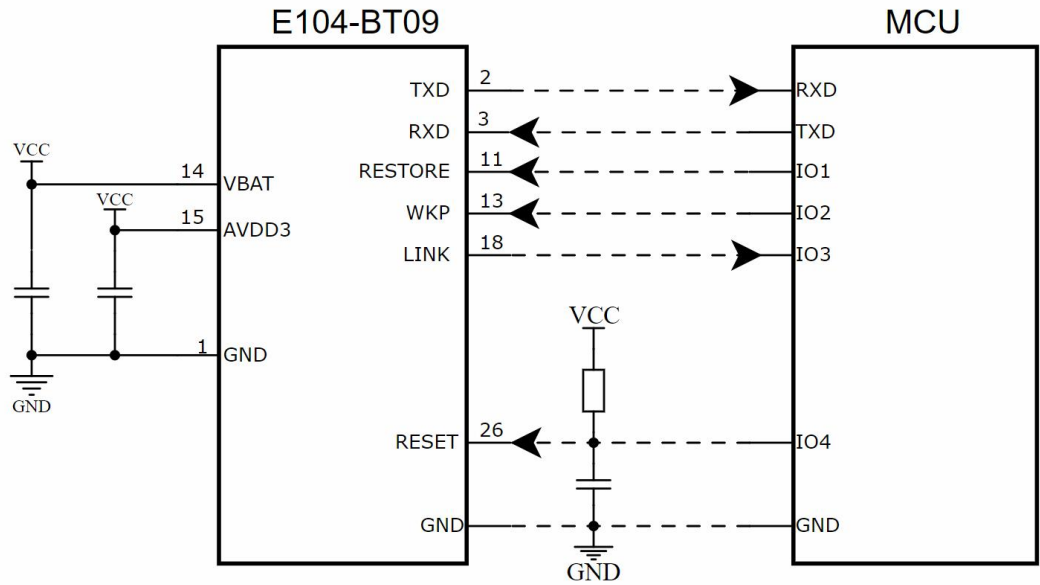 E104-BT09 MCU
TXD 2 RXD
RXD 3 TXD
VCC
RESTORE 11 IO1
14 VBAT
VCC
WKP 13 IO2
15 AVDD3
LINK 18 IO3
VCC
1 GND
GND
RESET 26 IO4
GND GND
GND